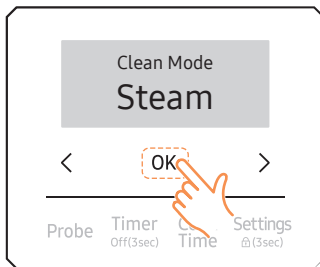 Clean Mode
Steam
< OK >
Probe Timer Settings
Off(3sec) Time (3sec)